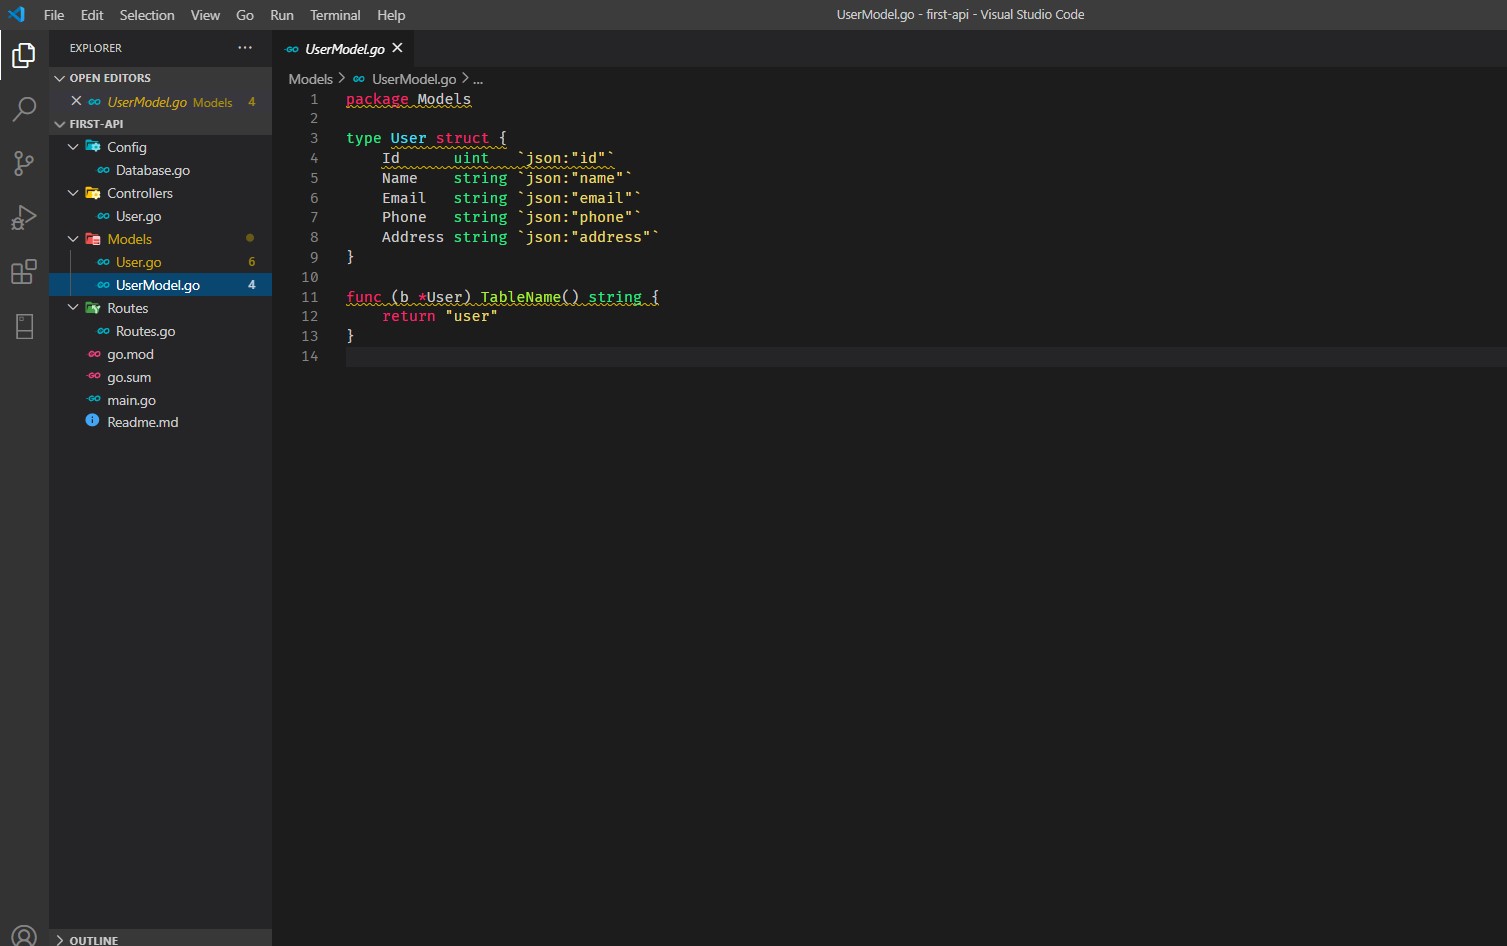 File Edit Selection View Go Run Terminal Help
UserModel.go - first-api - Visual Studio Code
EXPLORER ...
OPEN EDITORS
UserModel.go Models 4
FIRST-API
Config
Database.go
Controllers
User.go
Models
User.go 6
UserModel.go 4
Routes
Routes.go
go.mod
go.sum
main.go
Readme.md
OUTLINE
UserModel.go
Models > UserModel.go > ...
1 package Models
2
3 type User struct {
4     Id      uint   `json:"id"`
5     Name    string `json:"name"`
6     Email   string `json:"email"`
7     Phone   string `json:"phone"`
8     Address string `json:"address"`
9 }
10
11 func (b *User) TableName() string {
12     return "user"
13 }
14